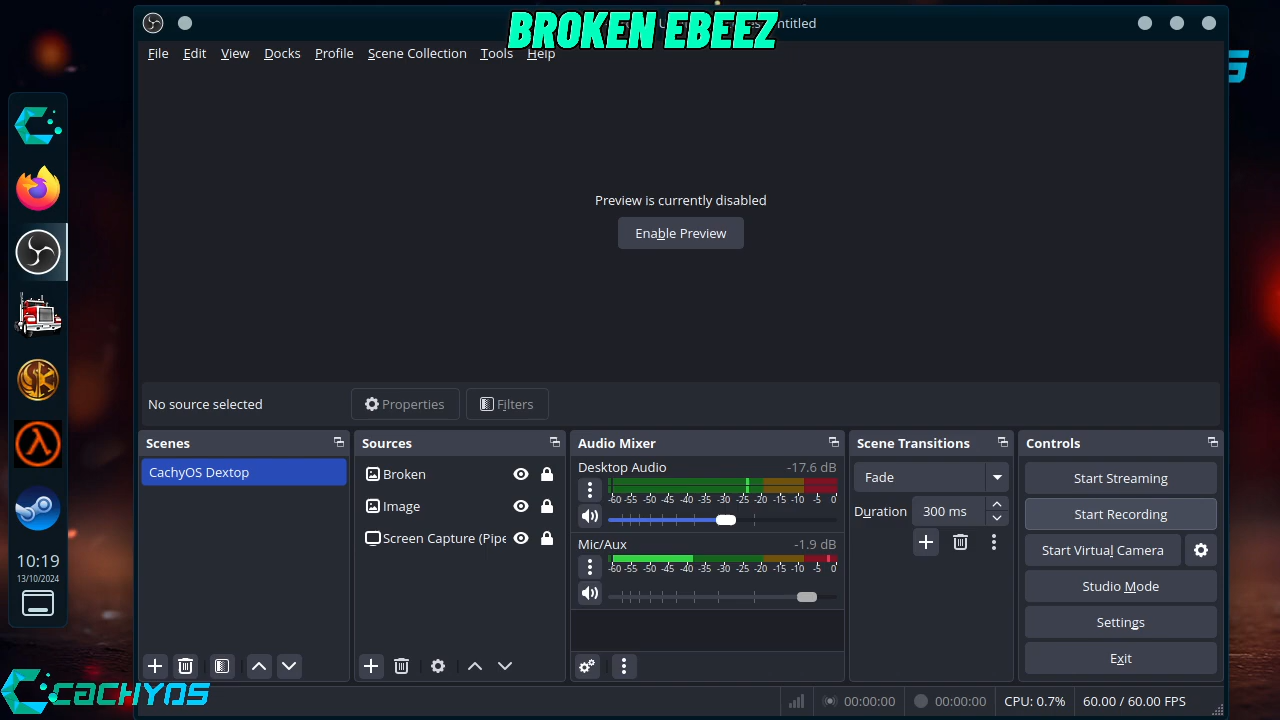 BROKEN EBEEZ
ntitled
File Edit View Docks Profile Scene Collection Tools Help
Preview is currently disabled
Enable Preview
No source selected Properties Filters
Scenes
CachyOS Dextop
Sources
Broken
Image
Screen Capture (Pipe
Audio Mixer
Desktop Audio -17.6 dB
-60 -55 -50 -45 -40 -35 -30 -25 -20 -15 -10 -5 0
Mic/Aux -1.9 dB
-60 -55 -50 -45 -40 -35 -30 -25 -20 -15 -10 -5 0
Scene Transitions
Fade
Duration 300 ms
Controls
Start Streaming
Start Recording
Start Virtual Camera
Studio Mode
Settings
Exit
10:19
13/10/2024
CACHYOS
00:00:00 00:00:00 CPU: 0.7% 60.00 / 60.00 FPS